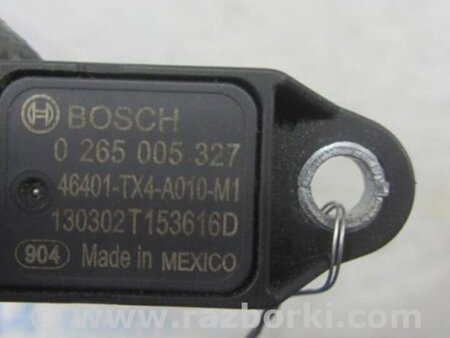 BOSCH
0 265 005 327
46401-TX4-A010-M1
130302T153616D
904 Made in MEXICO
www.razborki.com